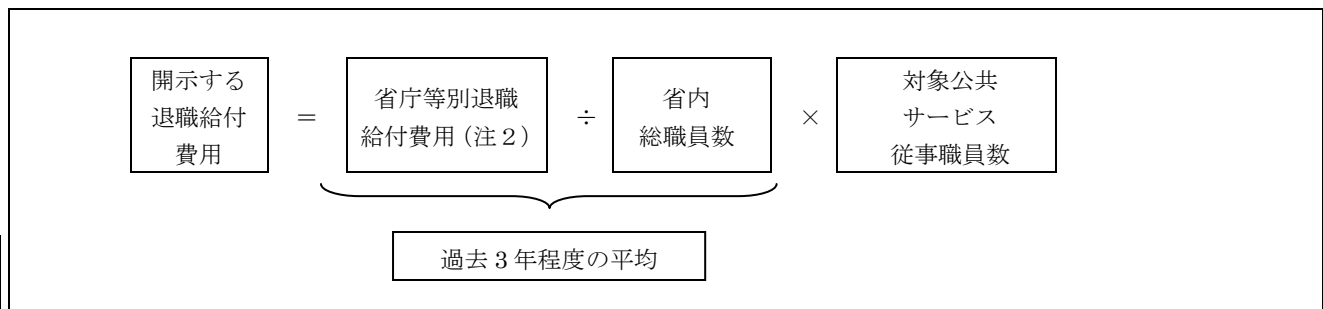 開示する
退職給付
費用
＝
省庁等別退職
給付費用（注２）
÷
省内
総職員数
×
対象公共
サービス
従事職員数
過去３年程度の平均